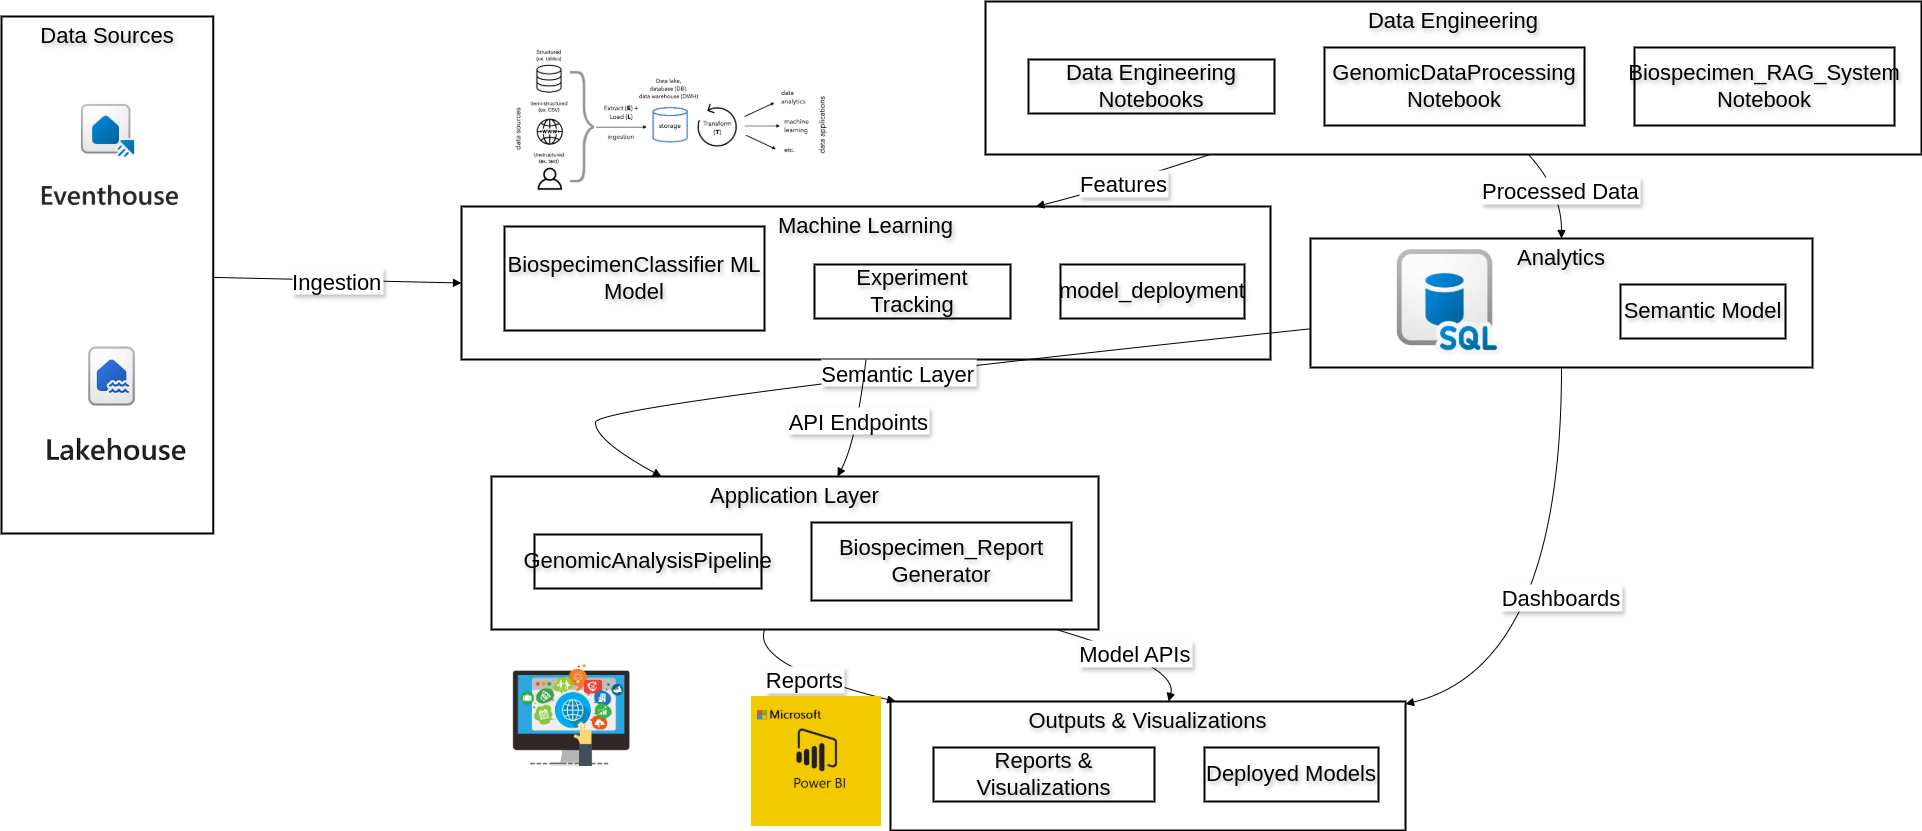 Data Sources
Eventhouse
Lakehouse
Ingestion
Structured
(ex. tables)
Semi-structured
(ex. CSV)
www
Unstructured
(ex. text)
data sources
Extract (E) +
Load (L)
ingestion
Data lake,
database (DB),
data warehouse (DWH)
storage
Transform
(T)
data
analytics
machine
learning
etc.
data applications
Data Engineering
Data Engineering
Notebooks
GenomicDataProcessing
Notebook
Biospecimen_RAG_System
Notebook
Features
Processed Data
Machine Learning
BiospecimenClassifier ML
Model
Experiment
Tracking
model_deployment
Analytics
SQL
Semantic Model
Semantic Layer
API Endpoints
Application Layer
GenomicAnalysisPipeline
Biospecimen_Report
Generator
Dashboards
Reports
Model APIs
Microsoft
Power BI
Outputs & Visualizations
Reports &
Visualizations
Deployed Models